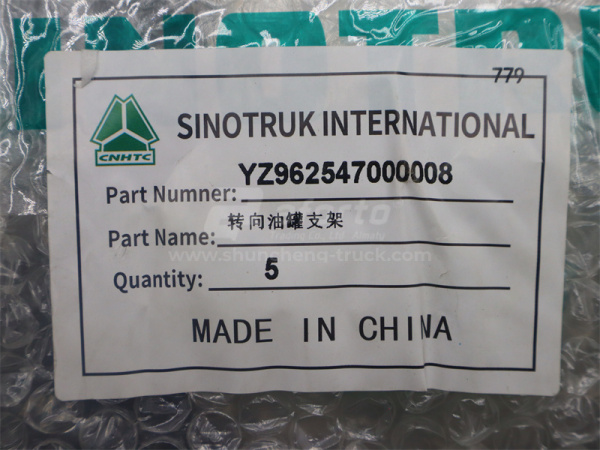 779
CNHTC
SINOTRUK INTERNATIONAL
Part Numner: YZ962547000008
Part Name: 转向油罐支架
Quantity: 5
www.shunzheng-truck.com
MADE IN CHINA